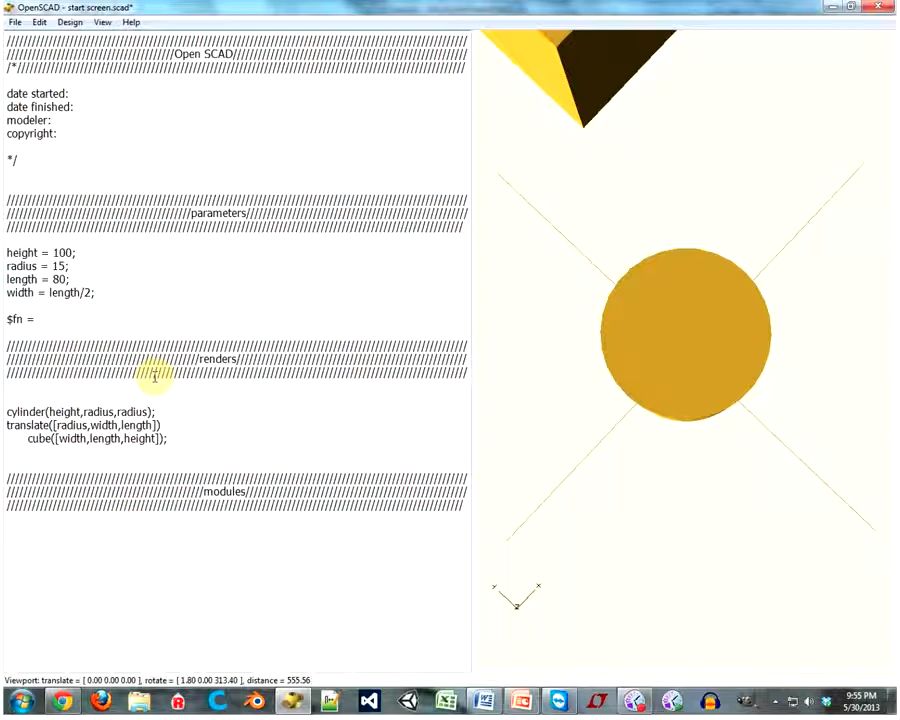 OpenSCAD - start screen.scad*
File Edit Design View Help
//////////////////////////////////////////////////////////////////////////////////////////////////////////////
////////////////////////////////////////Open SCAD////////////////////////////////////////////////////////
/*//////////////////////////////////////////////////////////////////////////////////////////////////////////
date started:
date finished:
modeler:
copyright:
*/
//////////////////////////////////////////////////////////////////////////////////////////////////////////////
////////////////////////////////////////////parameters/////////////////////////////////////////////////////
/////////////////////////////////////////////////////////////////////////////////////////////////////////////
height = 100;
radius = 15;
length = 80;
width = length/2;
$fn =
//////////////////////////////////////////////////////////////////////////////////////////////////////////////
//////////////////////////////////////////////renders///////////////////////////////////////////////////////
//////////////////////////////////////////////////////////////////////////////////////////////////////////////
cylinder(height,radius,radius);
translate([radius,width,length])
cube([width,length,height]);
//////////////////////////////////////////////////////////////////////////////////////////////////////////////
///////////////////////////////////////////////modules/////////////////////////////////////////////////////
/////////////////////////////////////////////////////////////////////////////////////////////////////////////
y x
z
Viewport: translate = [ 0.00 0.00 0.00 ], rotate = [ 1.80 0.00 313.40 ], distance = 555.56
9:55 PM
5/30/2013